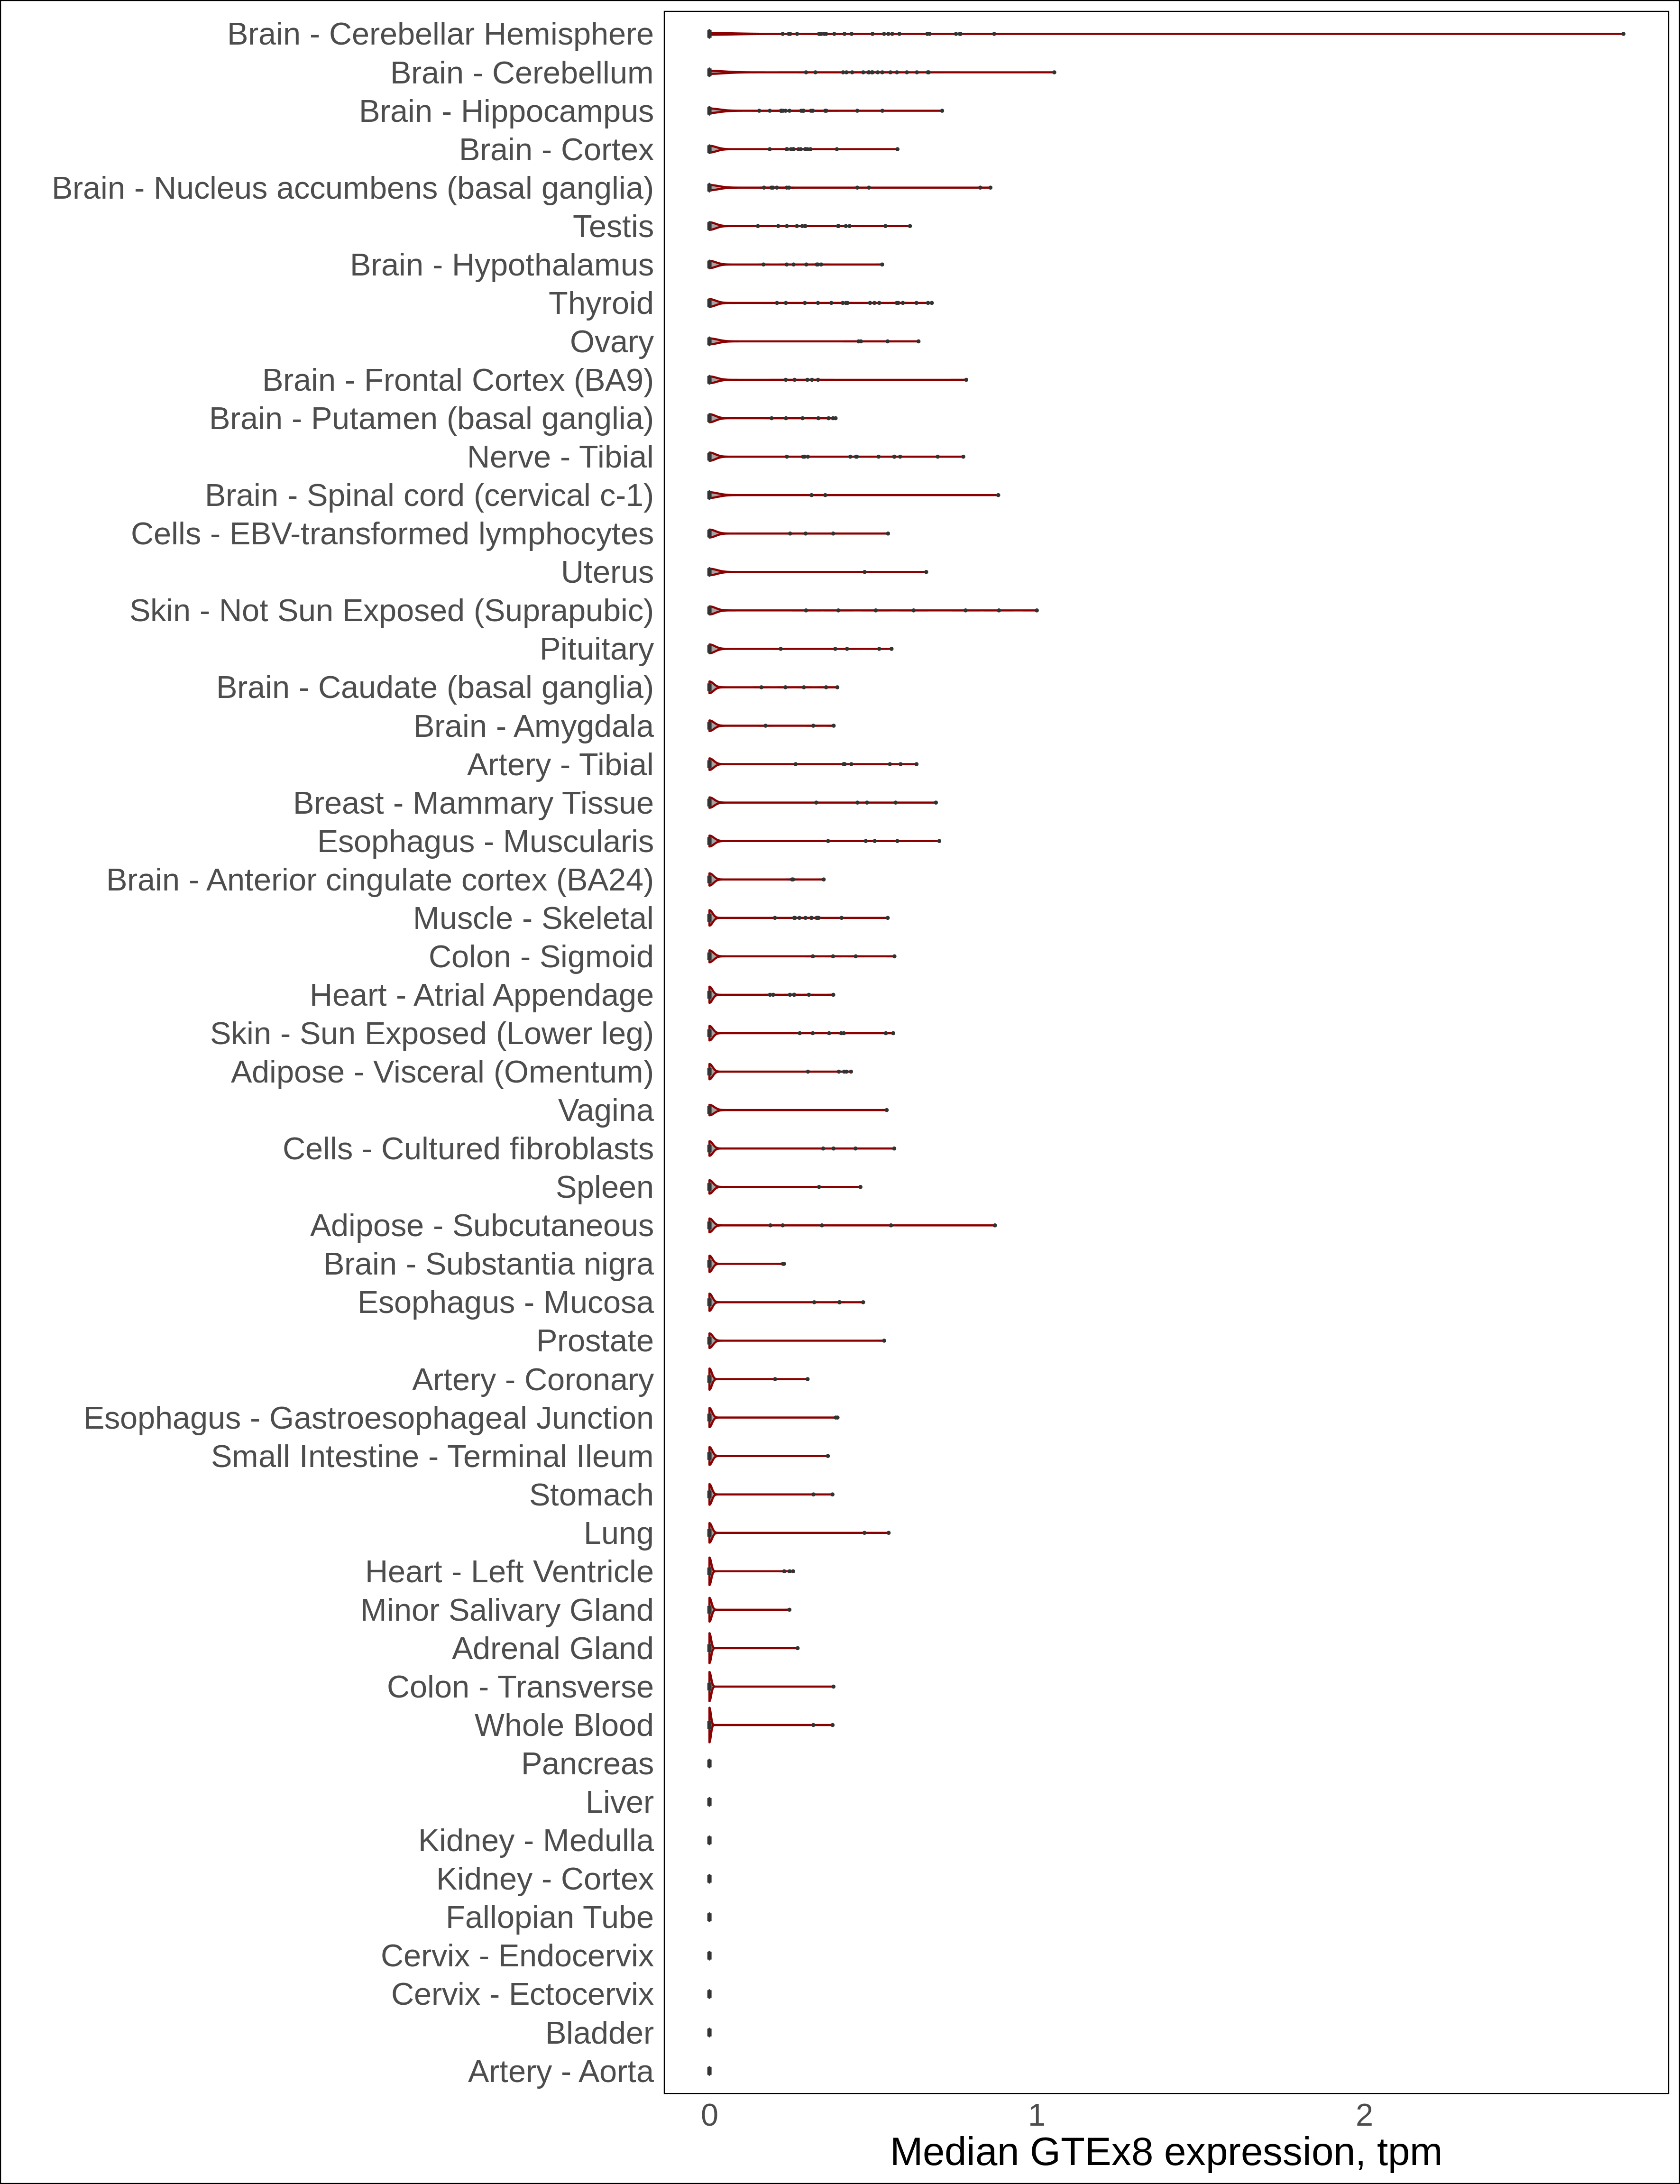 Brain - Cerebellar Hemisphere
Brain - Cerebellum
Brain - Hippocampus
Brain - Cortex
Brain - Nucleus accumbens (basal ganglia)
Testis
Brain - Hypothalamus
Thyroid
Ovary
Brain - Frontal Cortex (BA9)
Brain - Putamen (basal ganglia)
Nerve - Tibial
Brain - Spinal cord (cervical c-1)
Cells - EBV-transformed lymphocytes
Uterus
Skin - Not Sun Exposed (Suprapubic)
Pituitary
Brain - Caudate (basal ganglia)
Brain - Amygdala
Artery - Tibial
Breast - Mammary Tissue
Esophagus - Muscularis
Brain - Anterior cingulate cortex (BA24)
Muscle - Skeletal
Colon - Sigmoid
Heart - Atrial Appendage
Skin - Sun Exposed (Lower leg)
Adipose - Visceral (Omentum)
Vagina
Cells - Cultured fibroblasts
Spleen
Adipose - Subcutaneous
Brain - Substantia nigra
Esophagus - Mucosa
Prostate
Artery - Coronary
Esophagus - Gastroesophageal Junction
Small Intestine - Terminal Ileum
Stomach
Lung
Heart - Left Ventricle
Minor Salivary Gland
Adrenal Gland
Colon - Transverse
Whole Blood
Pancreas
Liver
Kidney - Medulla
Kidney - Cortex
Fallopian Tube
Cervix - Endocervix
Cervix - Ectocervix
Bladder
Artery - Aorta
0 1 2
Median GTEx8 expression, tpm